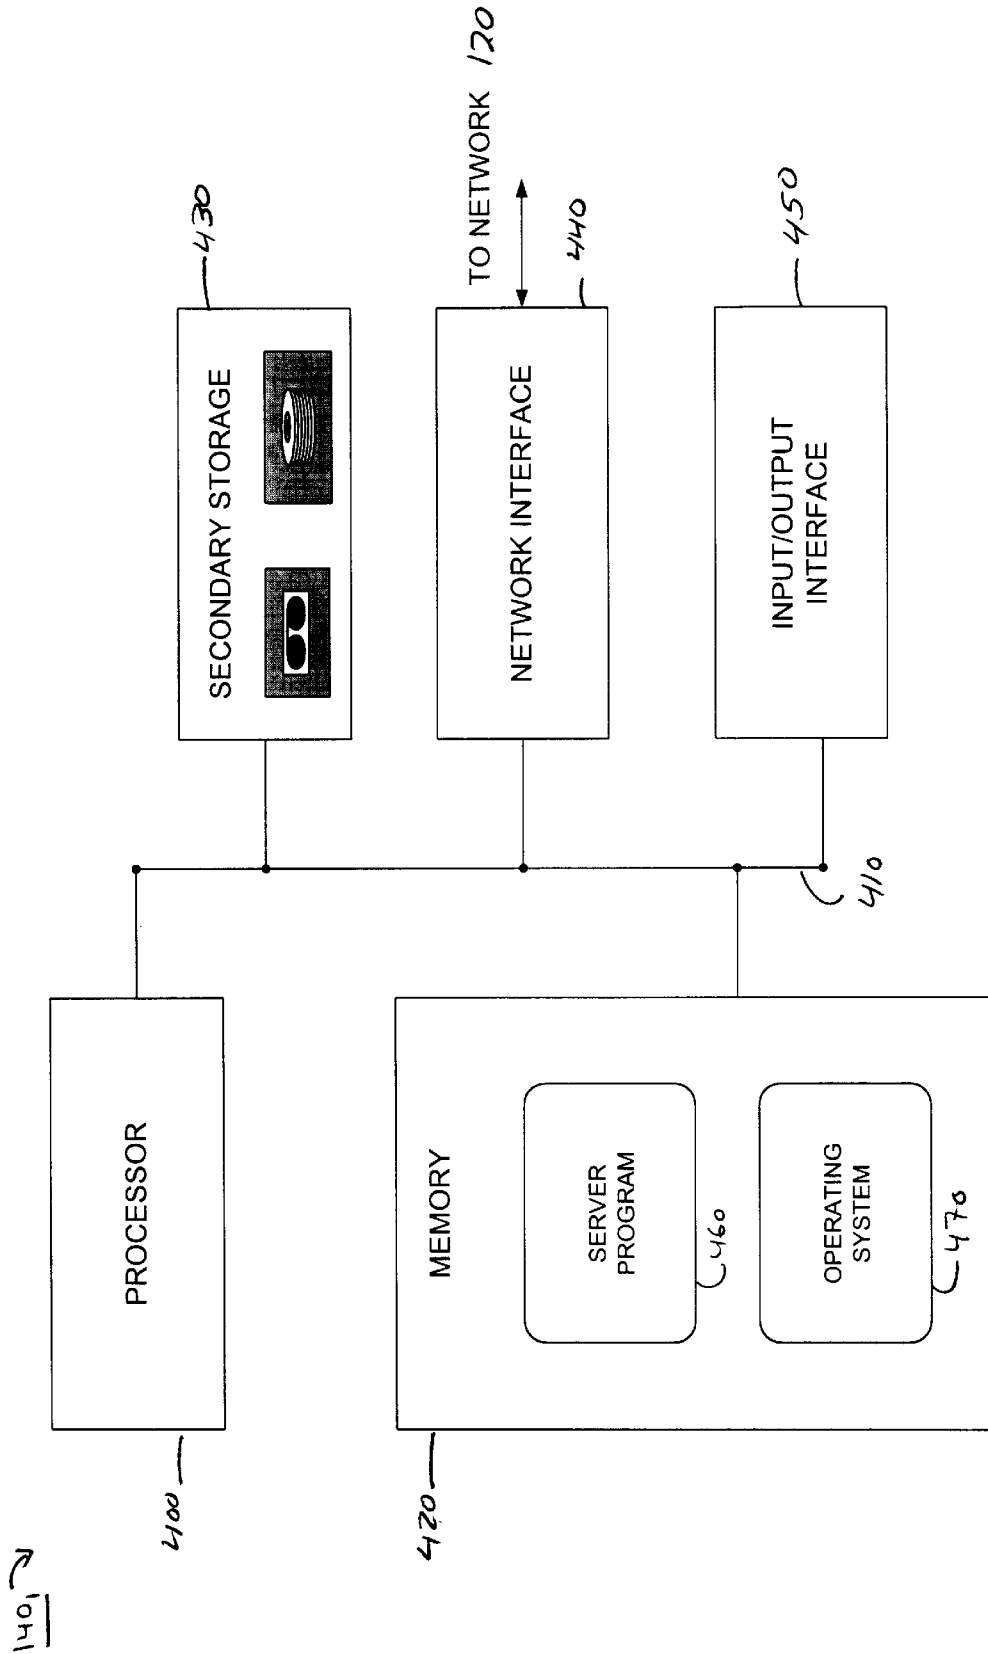 140₁
400
PROCESSOR
420
MEMORY
SERVER
PROGRAM
460
OPERATING
SYSTEM
470
410
430
SECONDARY STORAGE
TO NETWORK 120
440
NETWORK INTERFACE
450
INPUT/OUTPUT
INTERFACE